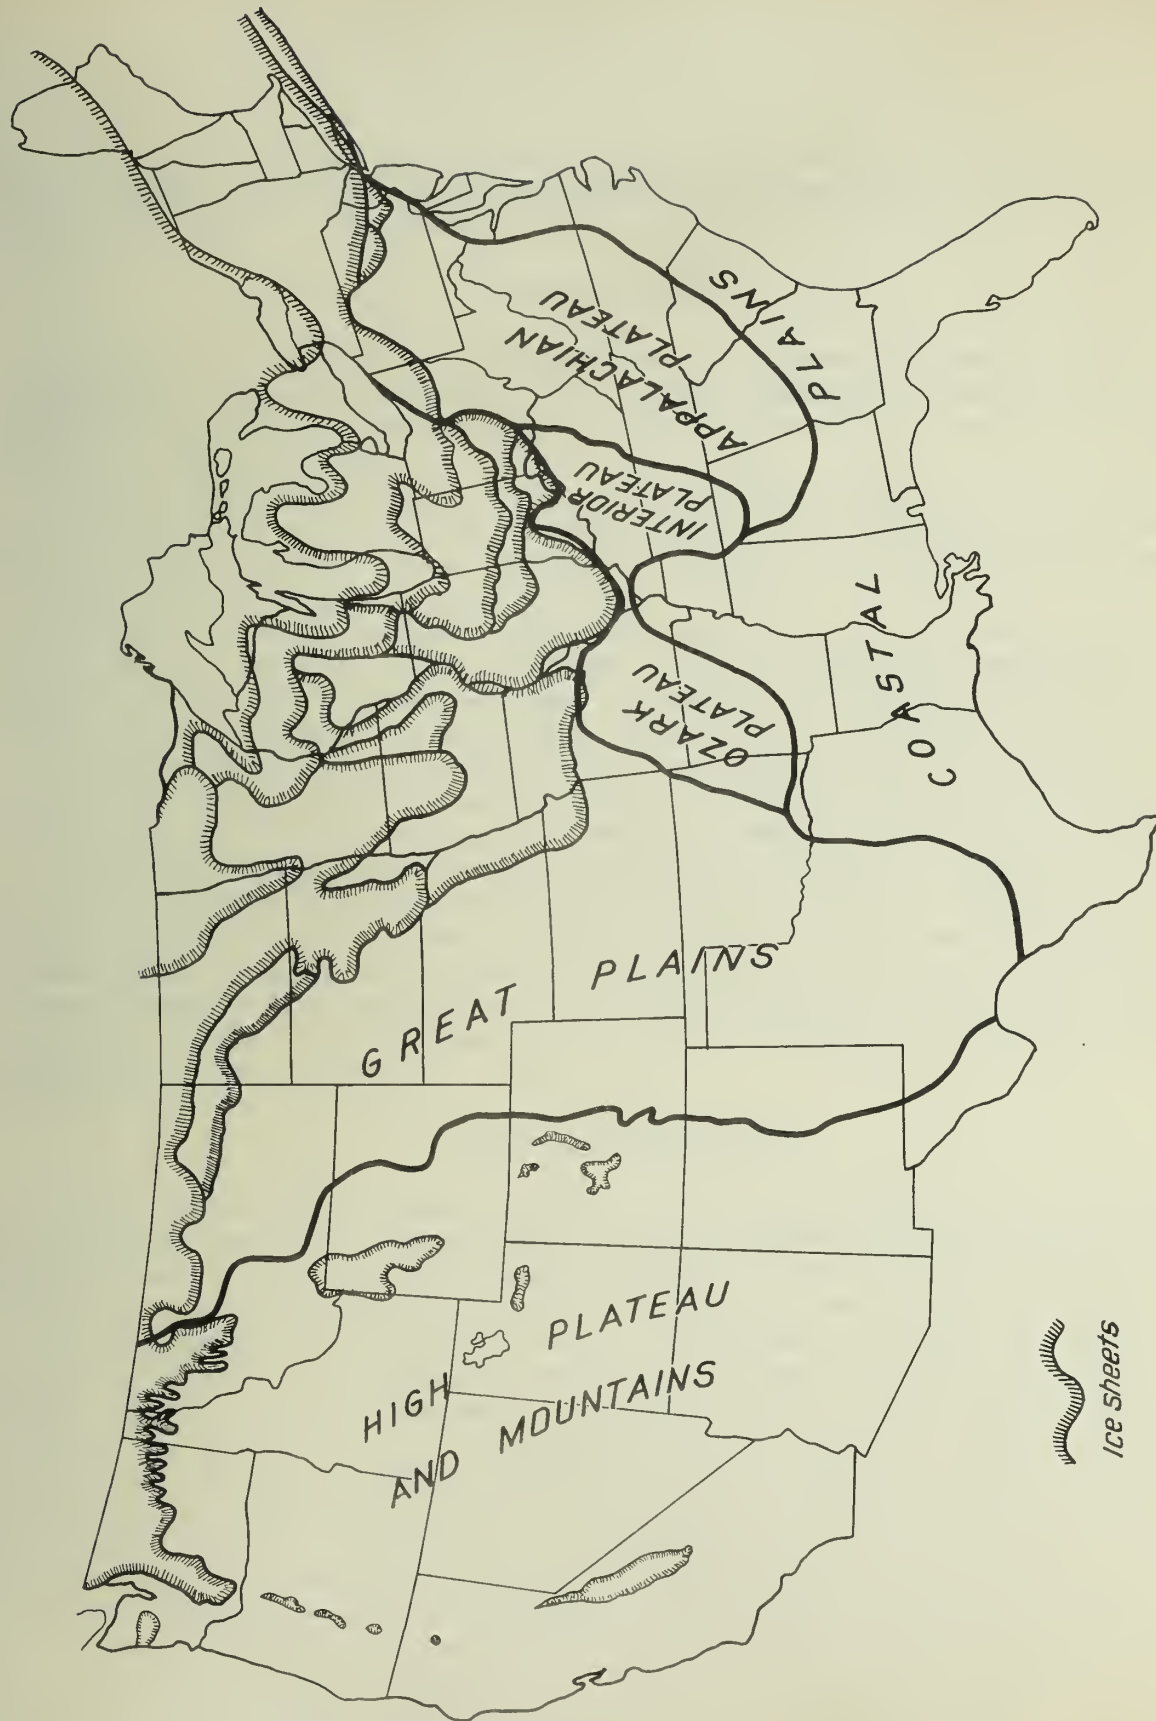 HIGH PLATEAU
AND MOUNTAINS
GREAT PLAINS
OZARK
PLATEAU
INTERIOR
PLATEAU
APPALACHIAN
PLATEAU
COASTAL PLAINS
Ice sheets